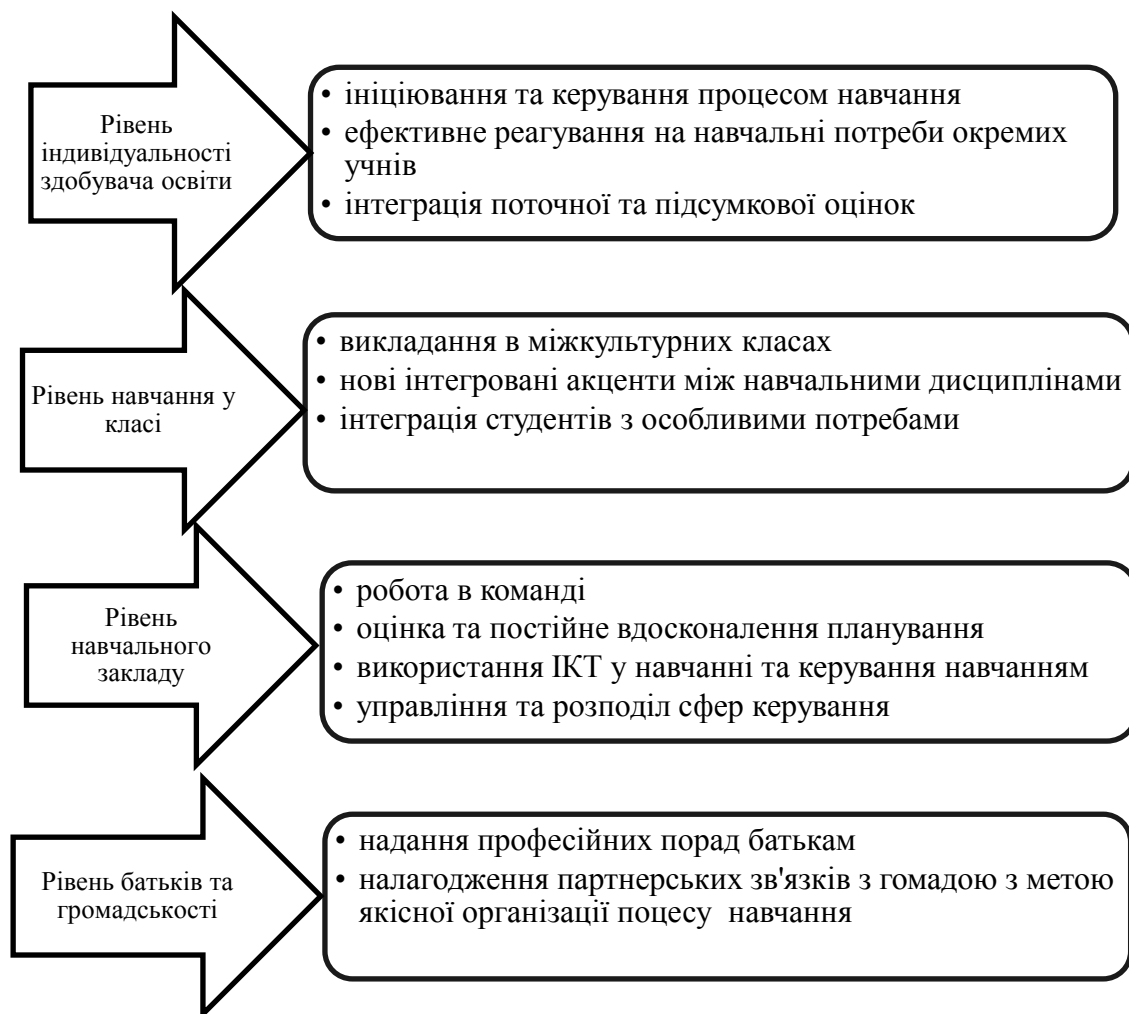 Рівень
індивідуальності
здобувача освіти
• ініціювання та керування процесом навчання
• ефективне реагування на навчальні потреби окремих
учнів
• інтеграція поточної та підсумкової оцінок
Рівень навчання у
класі
• викладання в міжкультурних класах
• нові інтегровані акценти між навчальними дисциплінами
• інтеграція студентів з особливими потребами
Рівень
навчального
закладу
• робота в команді
• оцінка та постійне вдосконалення планування
• використання ІКТ у навчанні та керування навчанням
• управління та розподіл сфер керування
Рівень батьків та
громадськості
• надання професійних порад батькам
• налагодження партнерських зв'язків з гомадою з метою
якісної організації поцесу навчання